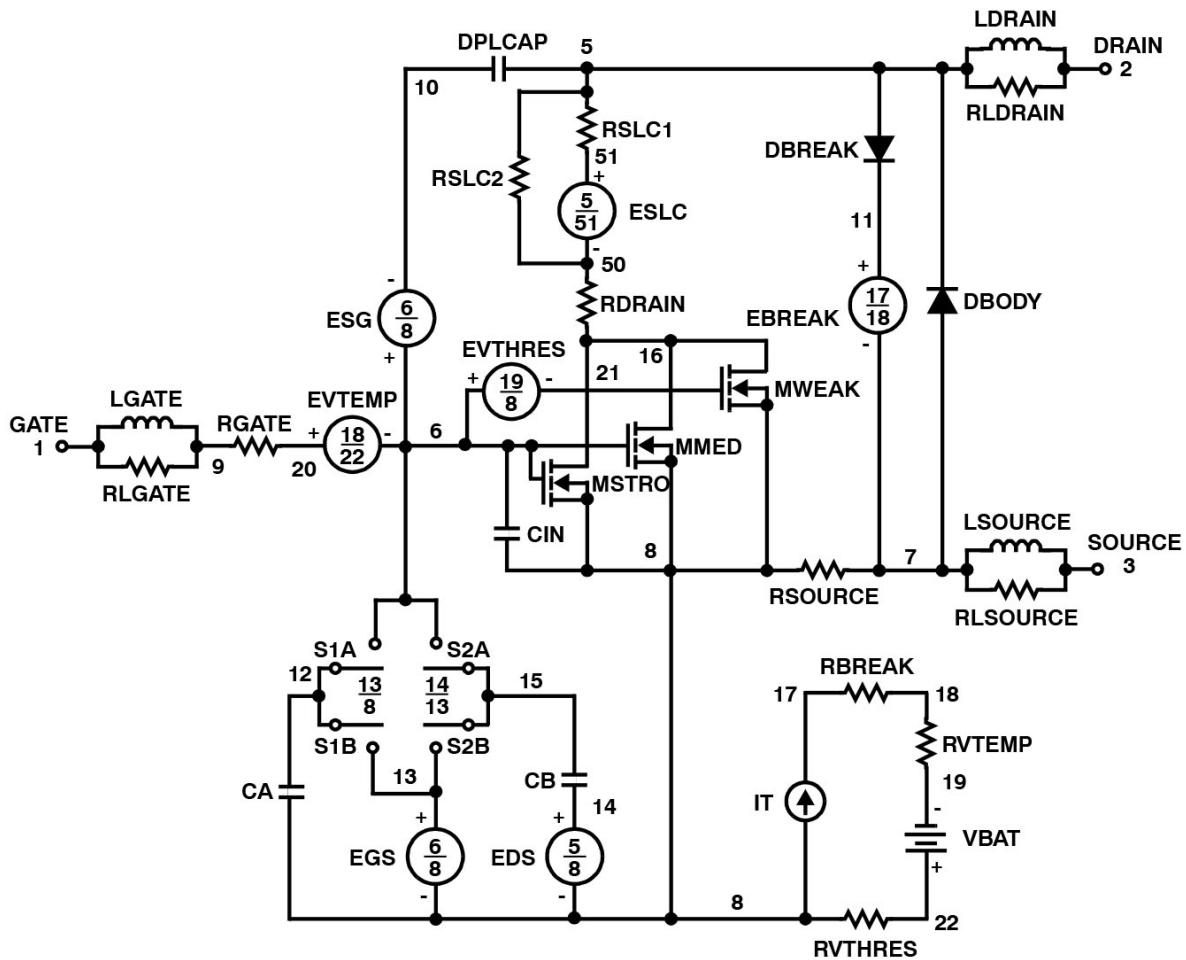 LDRAIN
DPLCAP
5
DRAIN
10
2
RLDRAIN
RSLC1
DBREAK
51
RSLC2
+
5
51
ESLC
11
-
50
-
+
RDRAIN
6
8
ESG
17
18
EBREAK
DBODY
+
EVTHRES
16
-
+
19
8
-
21
MWEAK
LGATE
EVTEMP
GATE
1
RGATE
+
18
22
-
6
MMED
9
20
RLGATE
MSTRO
LSOURCE
CIN
8
7
SOURCE
3
RSOURCE
RLSOURCE
S1A
S2A
12
13
8
14
13
15
RBREAK
17
18
S1B
S2B
RVTEMP
13
CB
CA
14
IT
19
-
+
+
VBAT
EGS
6
8
EDS
5
8
+
-
-
8
22
RVTHRES